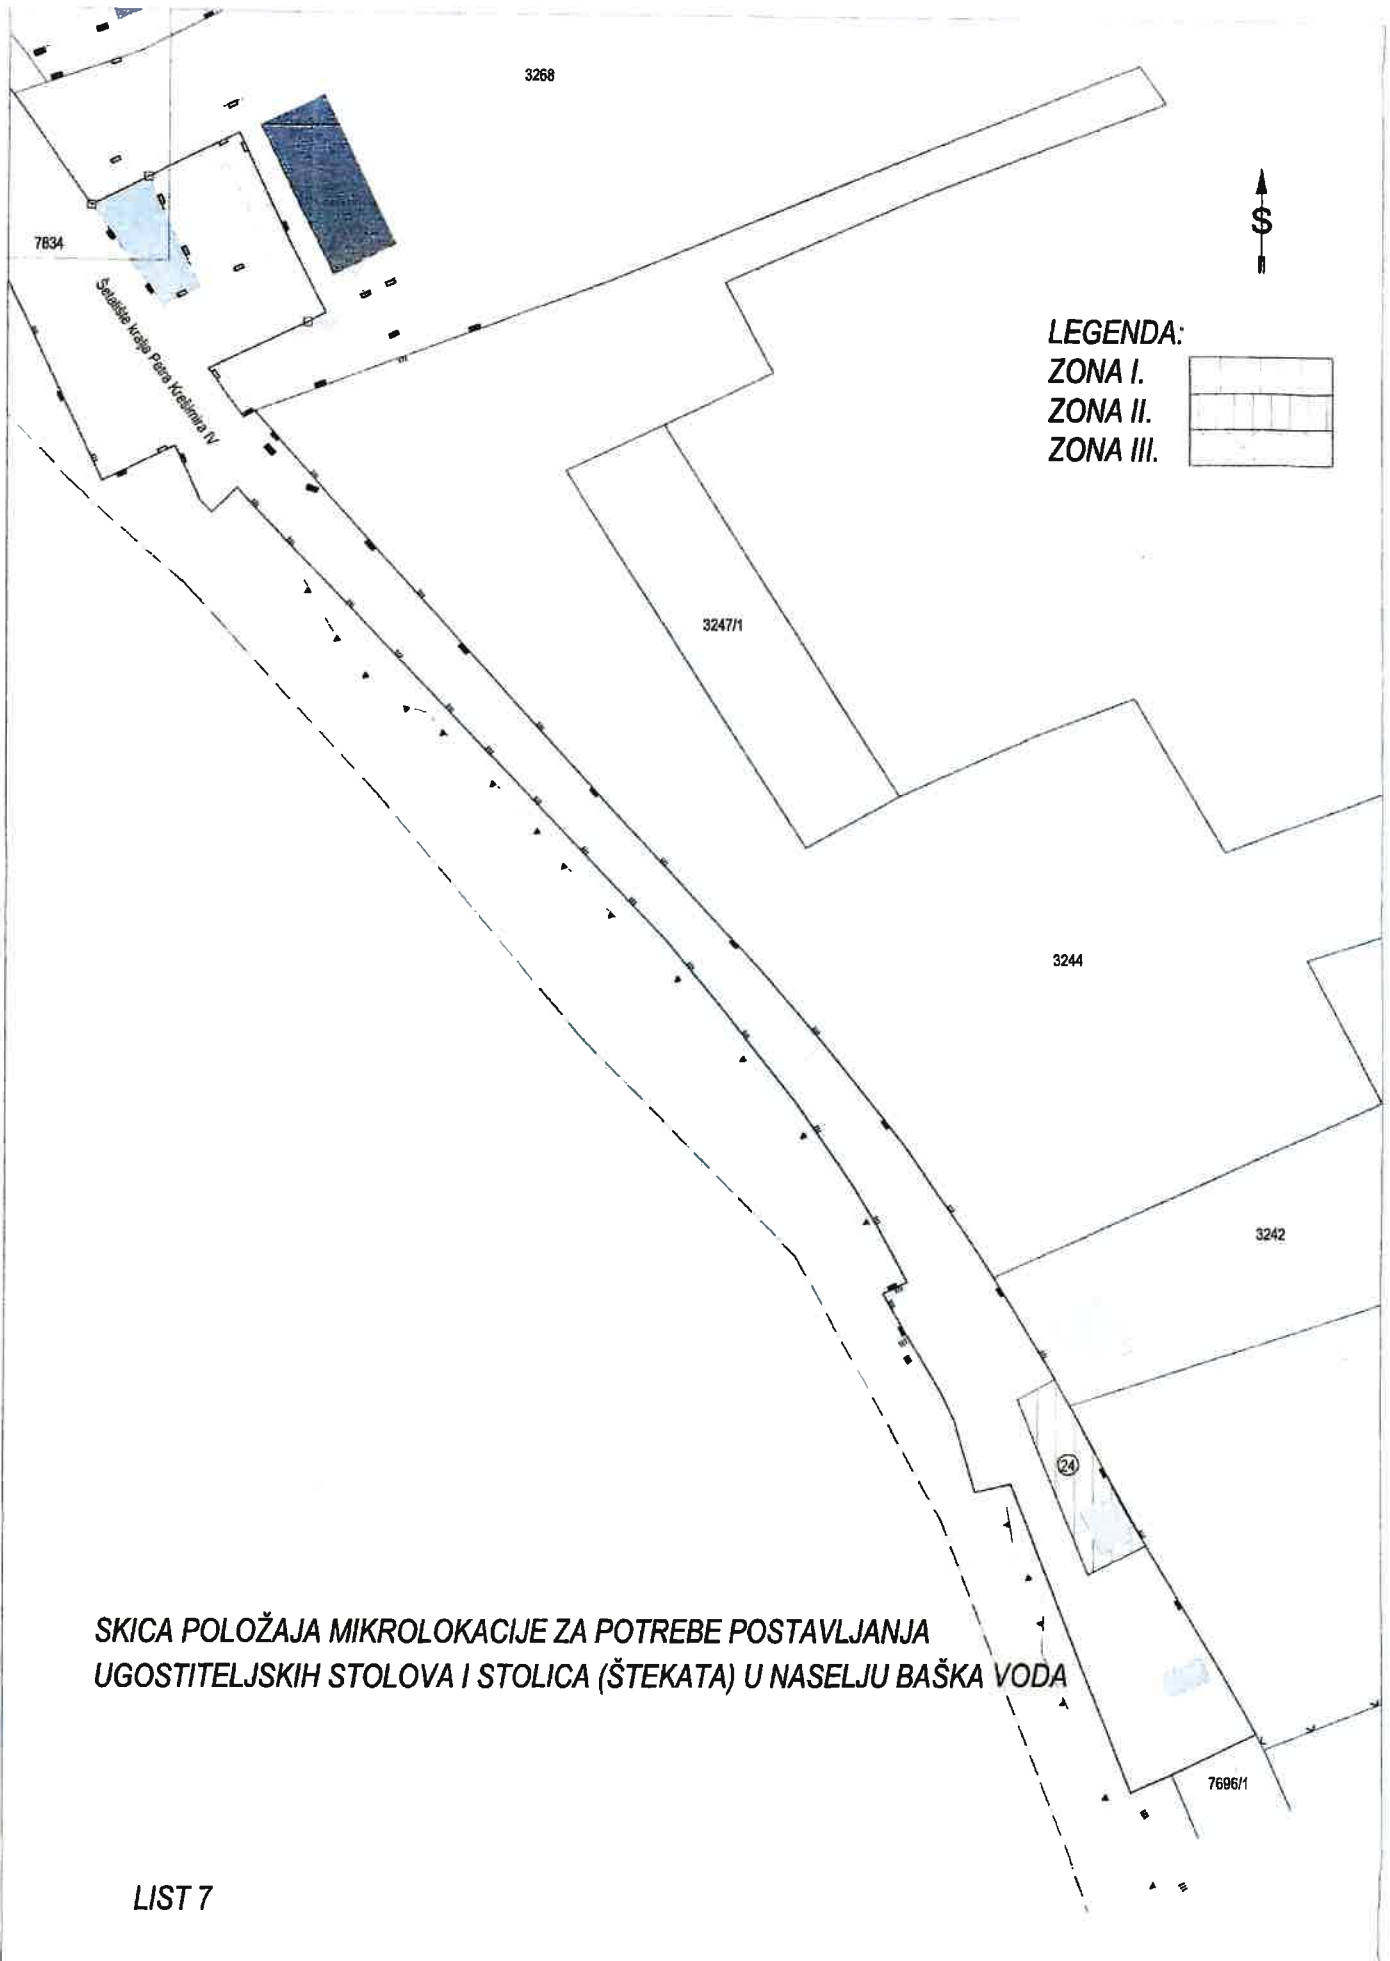 3268
7834
Šetalište kralja Petra Krešimira IV
S
LEGENDA:
ZONA I.
ZONA II.
ZONA III.
3247/1
3244
3242
24
SKICA POLOŽAJA MIKROLOKACIJE ZA POTREBE POSTAVLJANJA
UGOSTITELJSKIH STOLOVA I STOLICA (ŠTEKATA) U NASELJU BAŠKA VODA
7696/1
LIST 7